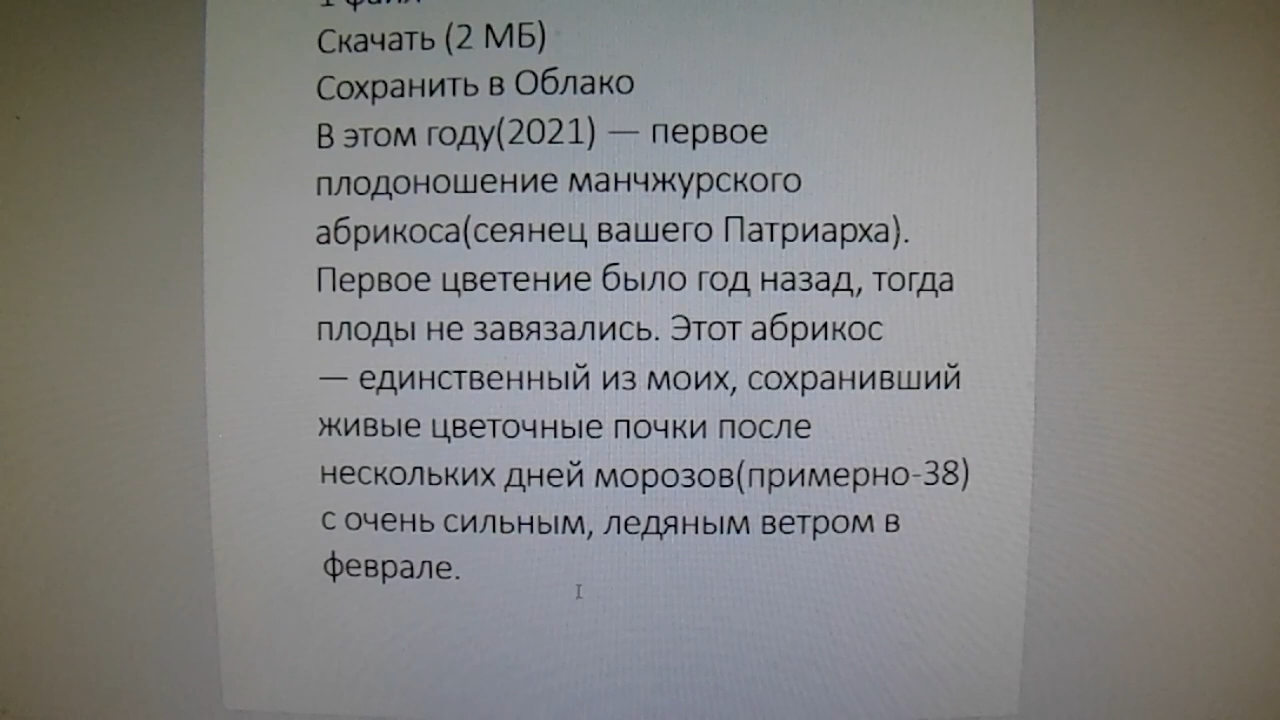 1 файл
Скачать (2 МБ)
Сохранить в Облако
В этом году(2021) — первое
плодоношение манчжурского
абрикоса(сеянец вашего Патриарха).
Первое цветение было год назад, тогда
плоды не завязались. Этот абрикос
— единственный из моих, сохранивший
живые цветочные почки после
нескольких дней морозов(примерно-38)
с очень сильным, ледяным ветром в
феврале.